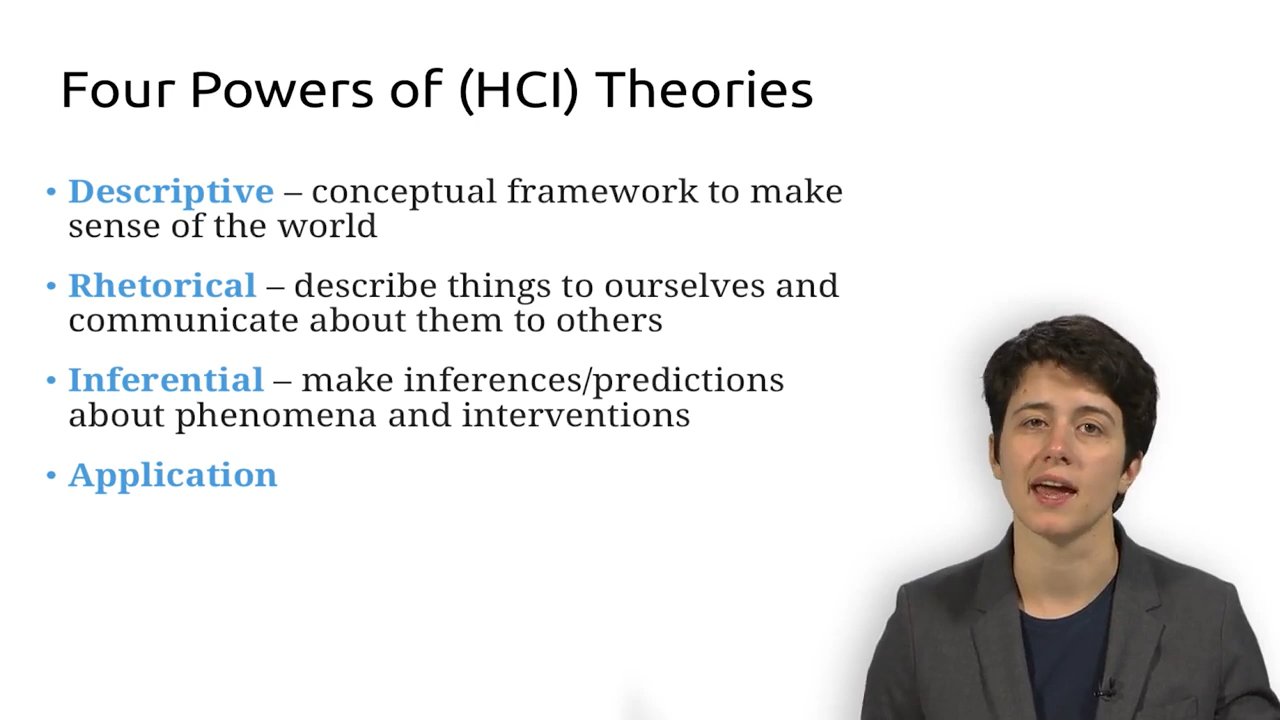 Four Powers of (HCI) Theories
• Descriptive – conceptual framework to make
sense of the world
• Rhetorical – describe things to ourselves and
communicate about them to others
• Inferential – make inferences/predictions
about phenomena and interventions
• Application